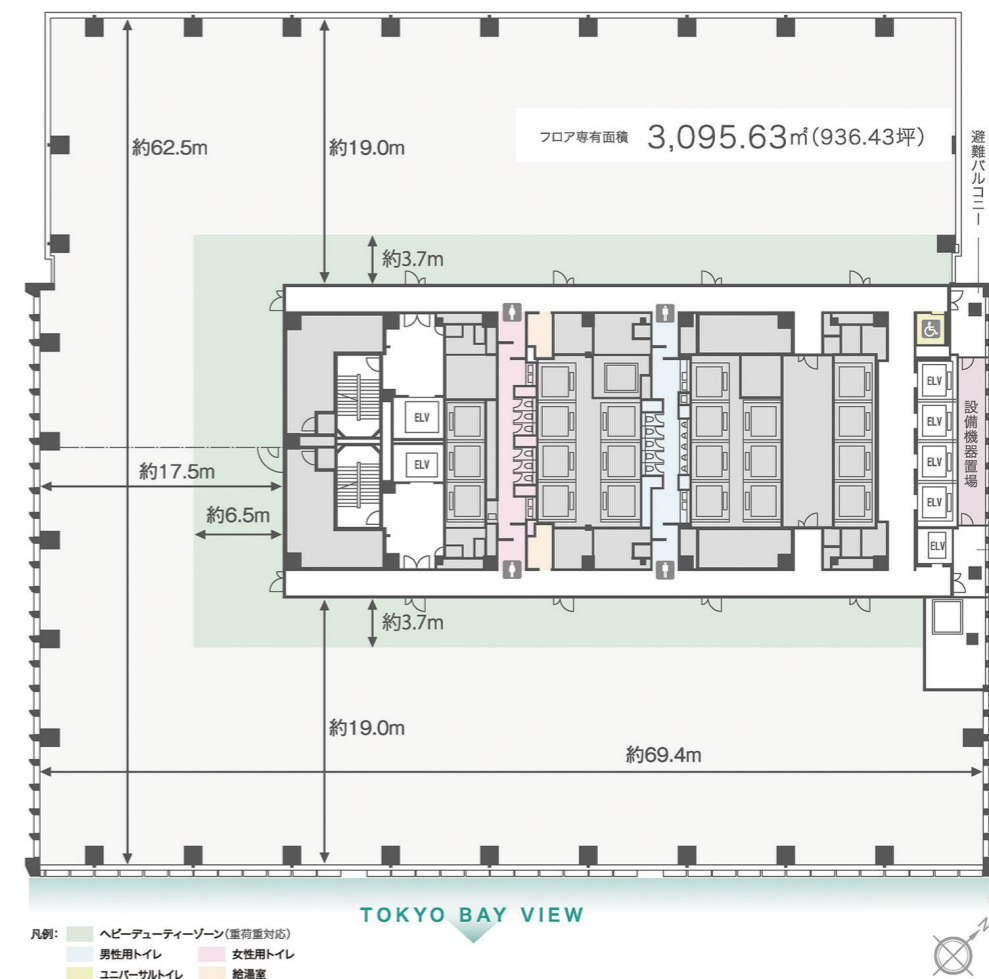 約62.5m
約19.0m
フロア専有面積 3,095.63㎡(936.43坪)
避難バルコニー
約3.7m
ELV
ELV
ELV
ELV
ELV
ELV
ELV
設備機器置場
約17.5m
約6.5m
約3.7m
約19.0m
約69.4m
TOKYO BAY VIEW
凡例: ヘビーデューティーゾーン(重荷重対応)
男性用トイレ 女性用トイレ
ユニバーサルトイレ 給湯室
N